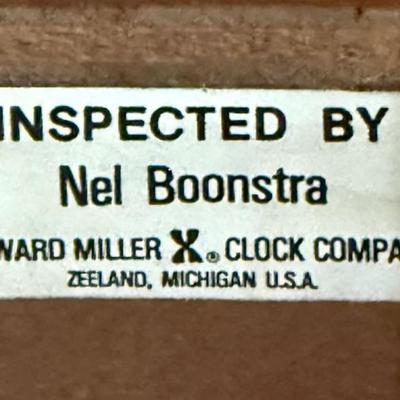 INSPECTED BY
Nel Boonstra
WARD MILLER X® CLOCK COMPA
ZEELAND, MICHIGAN U.S.A.